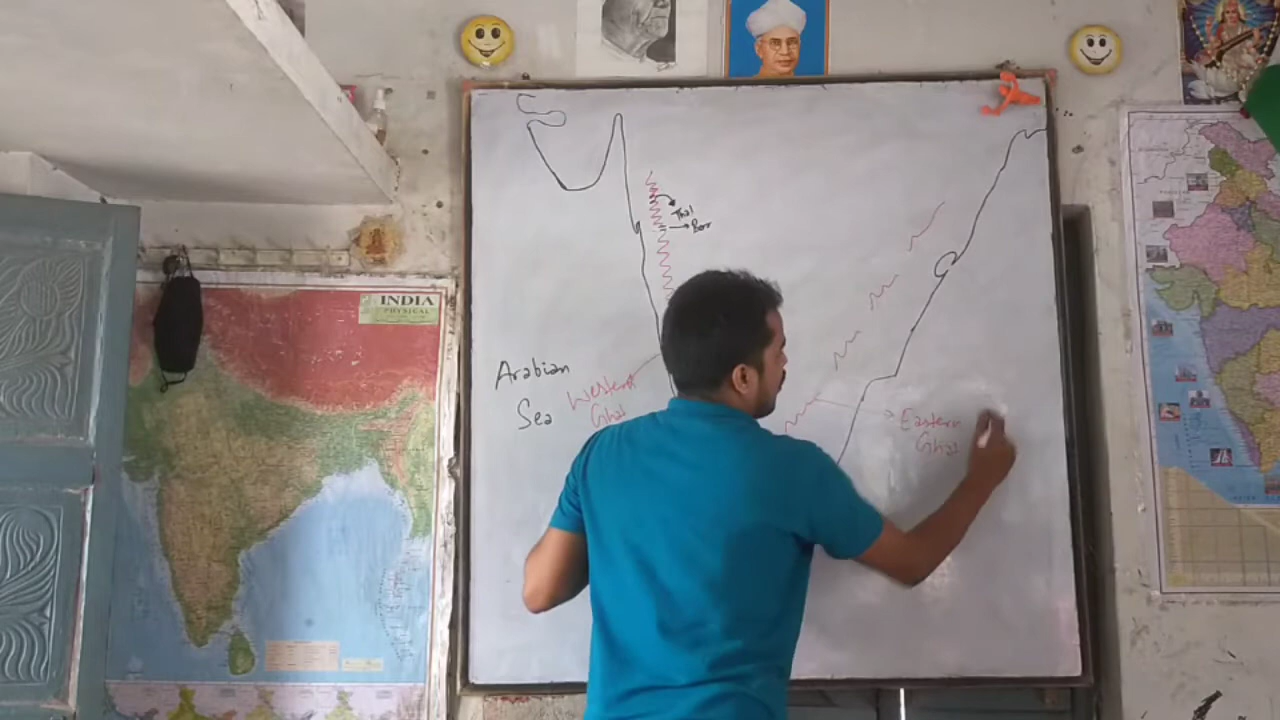 INDIA
PHYSICAL
Thal
Bor
Arabian
Sea
Western
Ghat
Eastern
Ghat